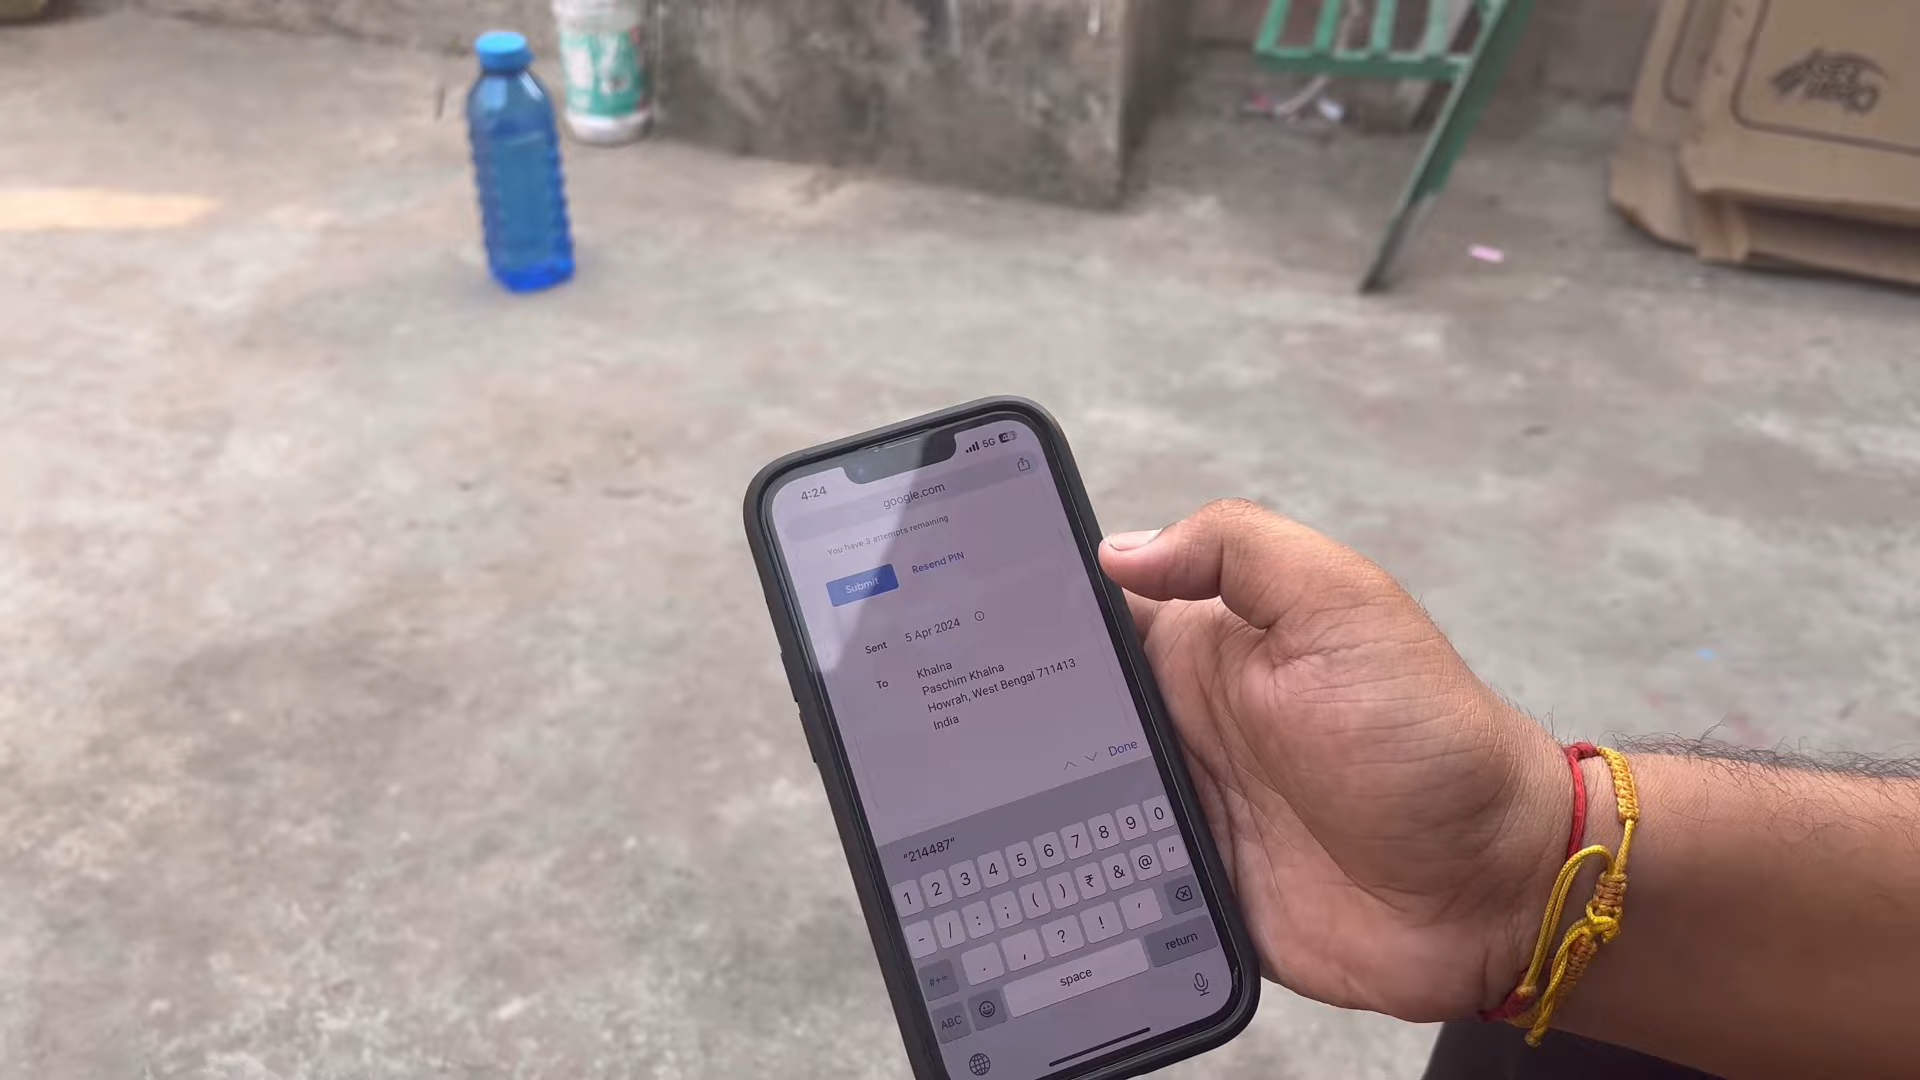 4:24
5G
google.com
You have 3 attempts remaining
Submit
Resend PIN
Sent
5 Apr 2024
To
Khalna
Paschim Khalna
Howrah, West Bengal 711413
India
Done
"214487"
1 2 3 4 5 6 7 8 9 0
- / : ; ( ) ₹ & @ "
#+= . , ? ! '
ABC space return